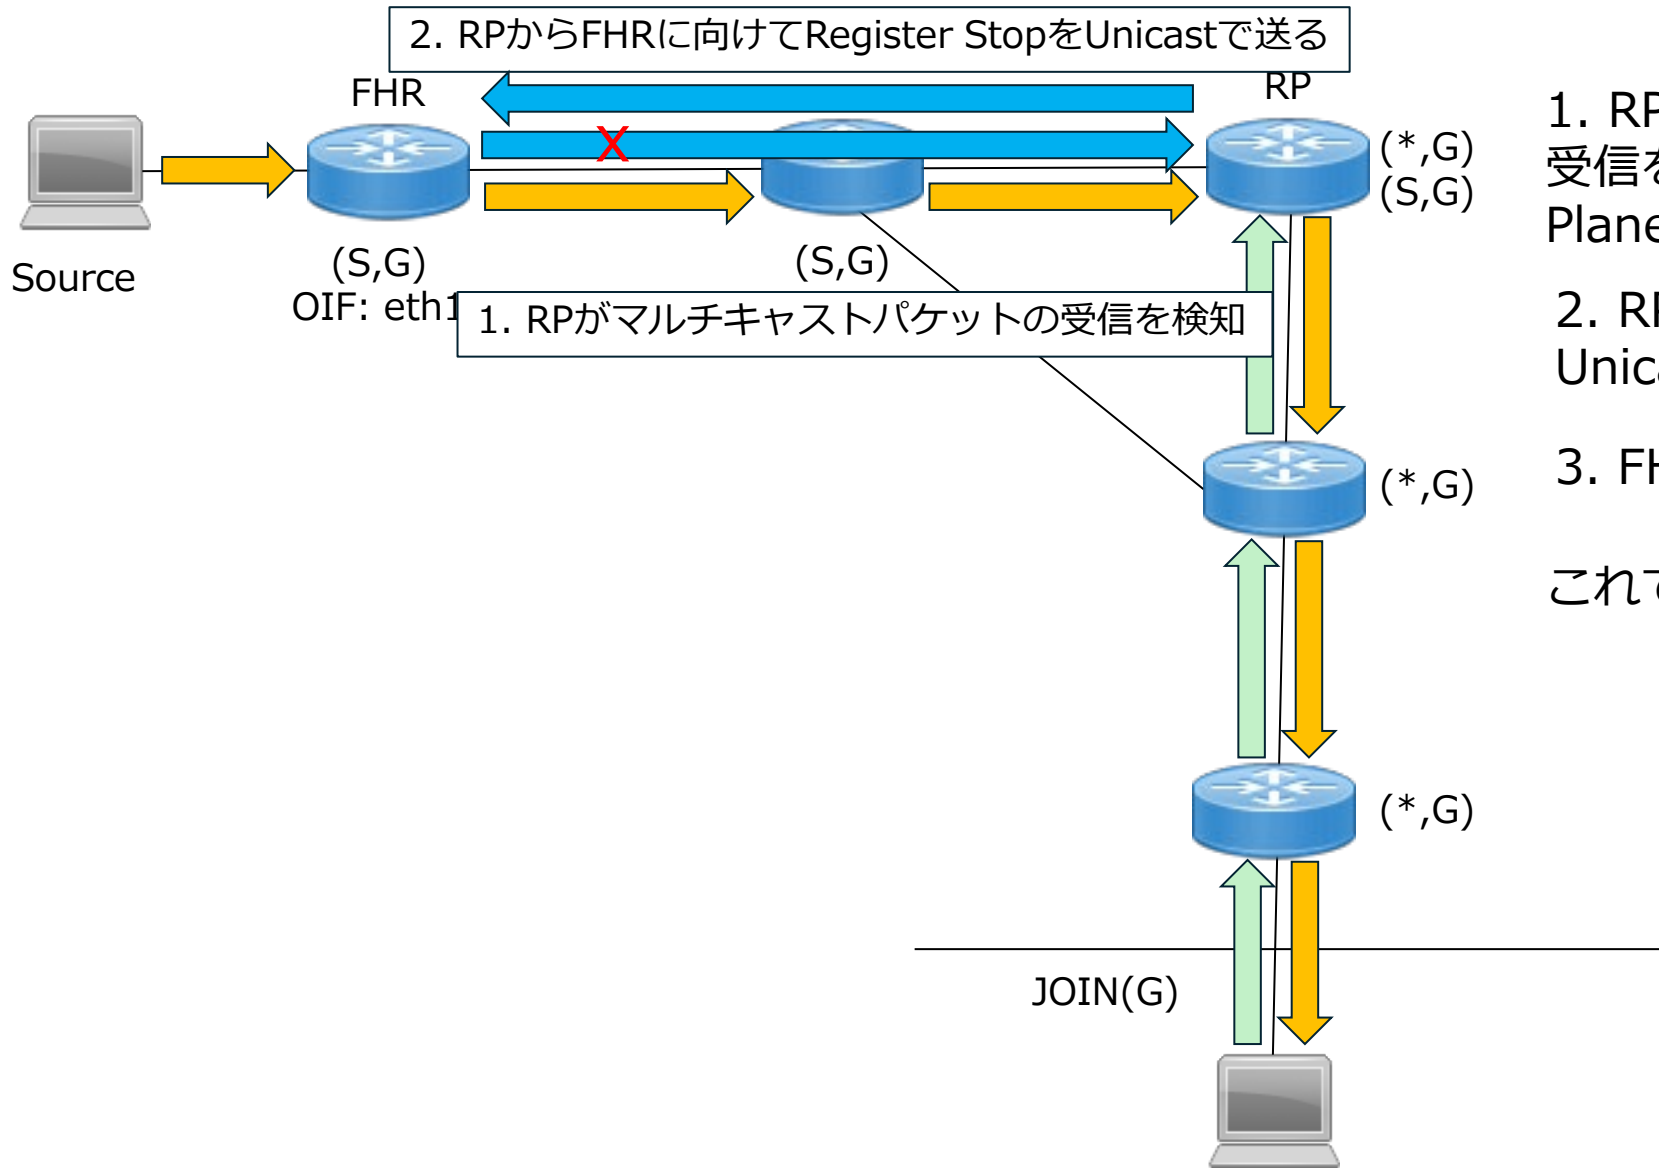 2. RPからFHRに向けてRegister StopをUnicastで送る
FHR
RP
X
(*,G)
(S,G)
Source
(S,G)
OIF: eth1
(S,G)
1. RPがマルチキャストパケットの受信を検知
(*,G)
(*,G)
JOIN(G)
1. RP
受信を
Plane
2. RP
Unica
3. FH
これで